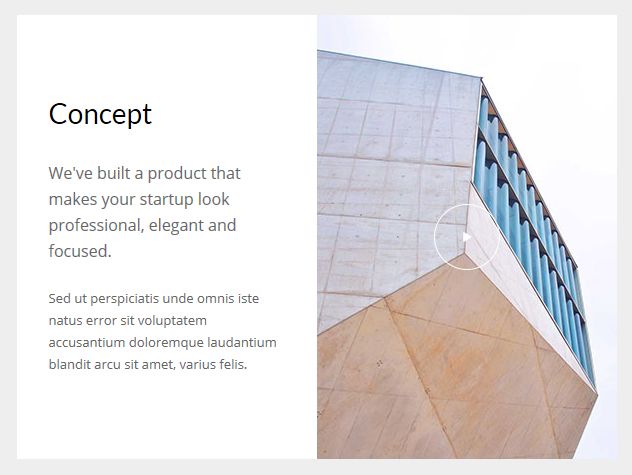 Concept
We've built a product that
makes your startup look
professional, elegant and
focused.
Sed ut perspiciatis unde omnis iste
natus error sit voluptatem
accusantium doloremque laudantium
blandit arcu sit amet, varius felis.